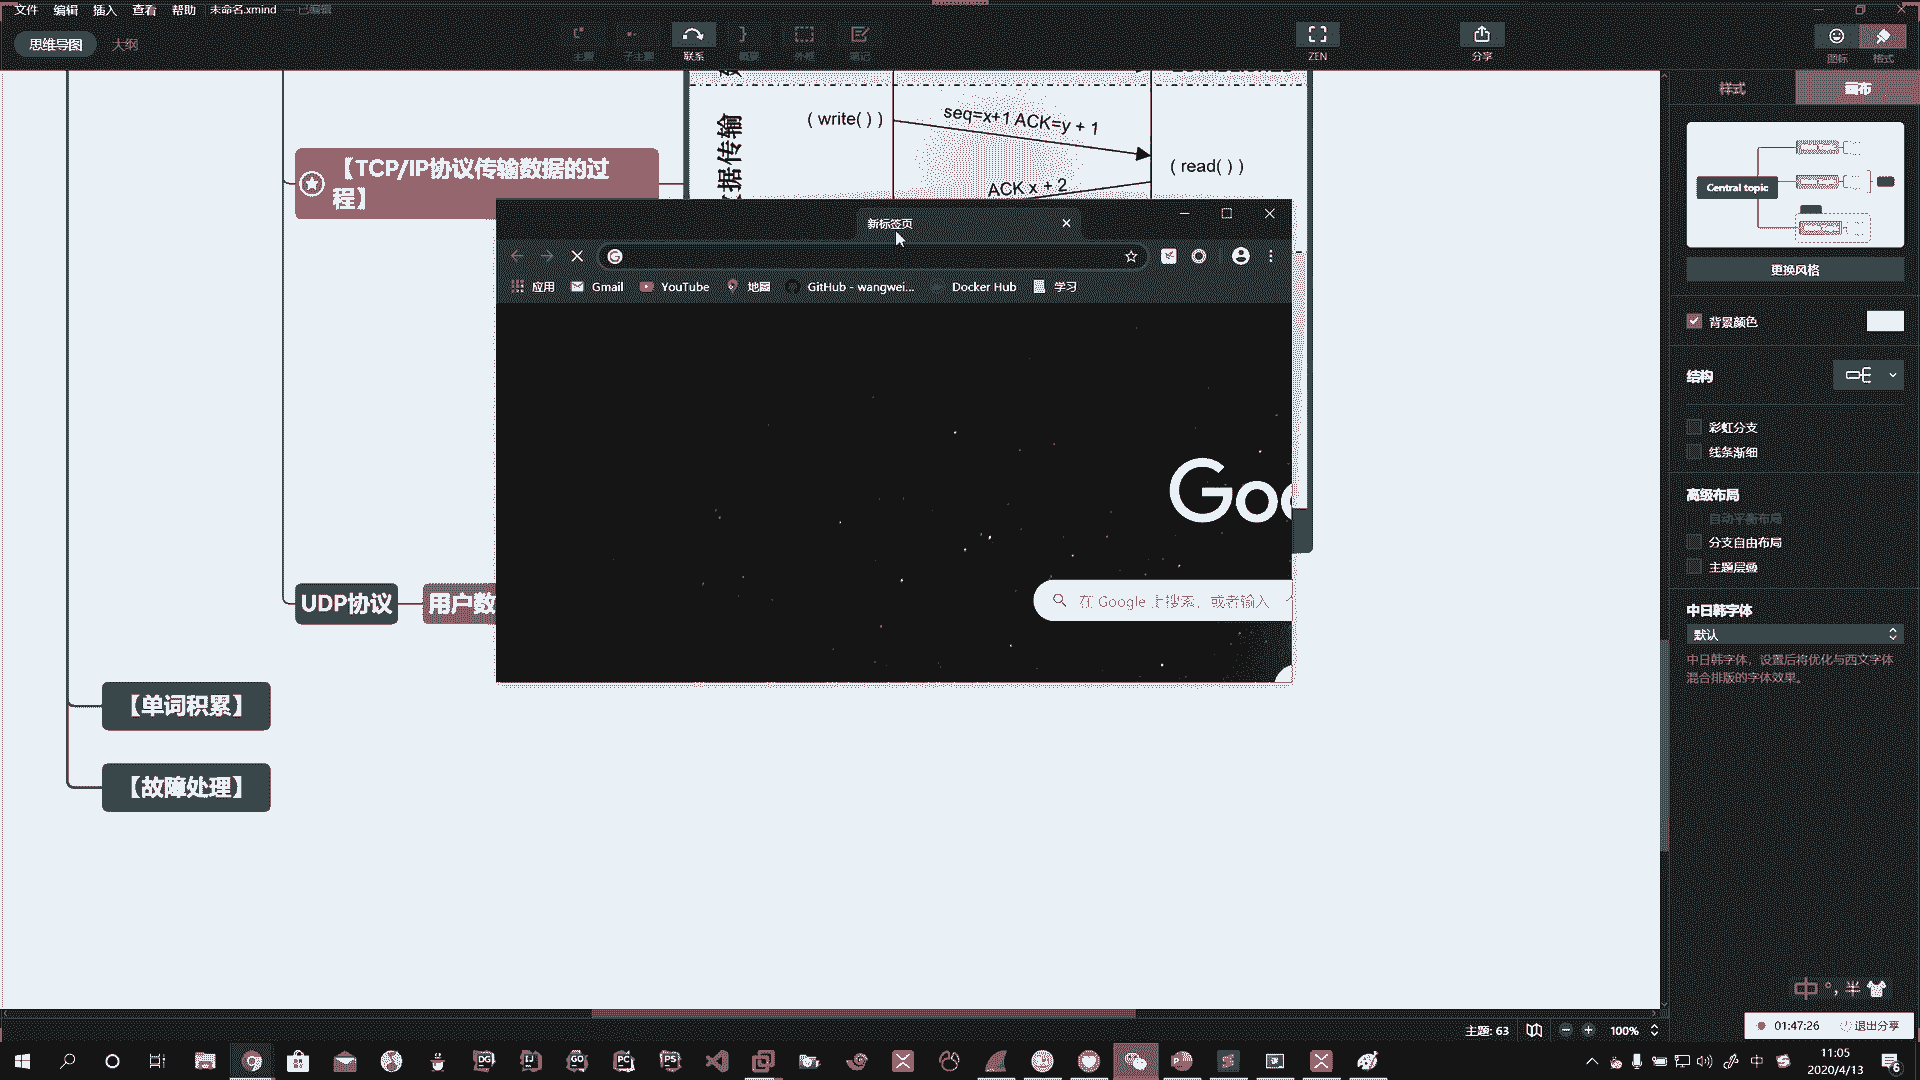 文件 编辑 插入 查看 帮助 未命名.xmind — 已编辑
思维导图 大纲
主题 子主题 联系 概要 外框 笔记 ZEN 分享 图标 格式
样式 画布
数据传输
( write( ) )
seq=x+1 ACK=y + 1
( read( ) )
ACK x + 2
【TCP/IP协议传输数据的过
程】
Central topic
更换风格
新标签页
应用 Gmail YouTube 地图 GitHub - wangwei... Docker Hub 学习
背景颜色
结构
彩虹分支
线条渐细
高级布局
自动平衡布局
分支自由布局
主题层叠
Goo
在 Google 上搜索，或者输入
UDP协议 用户数
中日韩字体
默认
中日韩字体，设置后将优化与西文字体
混合排版的字体效果。
【单词积累】
【故障处理】
中 °, 半
主题: 63 100%
01:47:26 退出分享
DG IJ GO PC PS
中
11:05
2020/4/13
6